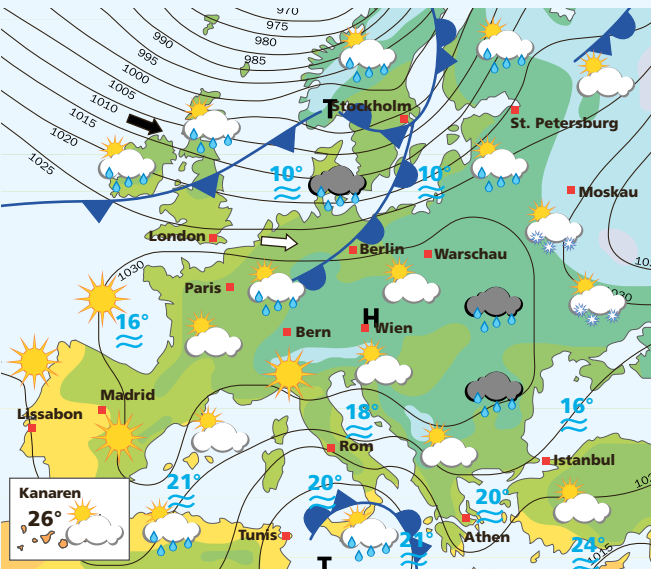 970
975
980
985
990
995
1000
1005
1010
1015
1020
1025
T
Stockholm
St. Petersburg
10°
10°
Moskau
London
Berlin
Warschau
1030
Paris
16°
H
Bern
Wien
Madrid
Lissabon
18°
16°
Rom
Istanbul
21°
20°
20°
Kanaren
26°
Tunis
21°
Athen
24°
1015
T